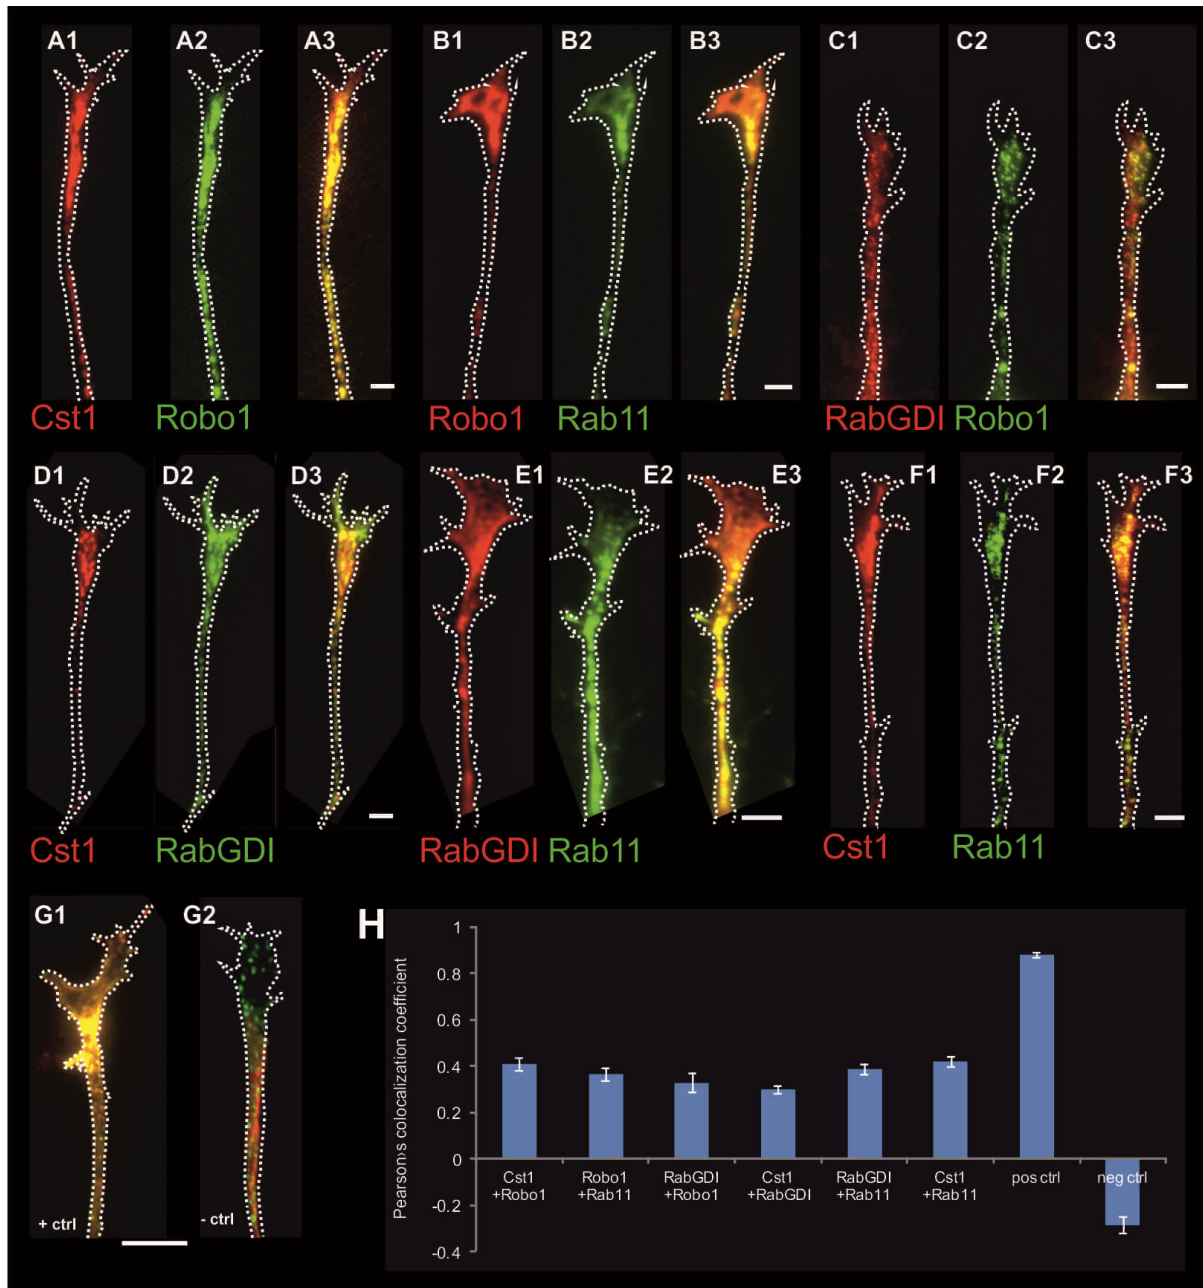 A1 A2 A3 B1 B2 B3 C1 C2 C3
Cst1 Robo1 Robo1 Rab11 RabGDI Robo1
D1 D2 D3 E1 E2 E3 F1 F2 F3
Cst1 RabGDI RabGDI Rab11 Cst1 Rab11
G1 G2
+ ctrl - ctrl
H
Pearson›s colocalization coefficient
1
0.8
0.6
0.4
0.2
0
-0.2
-0.4
Cst1
+Robo1
Robo1
+Rab11
RabGDI
+Robo1
Cst1
+RabGDI
RabGDI
+Rab11
Cst1
+Rab11
pos ctrl
neg ctrl